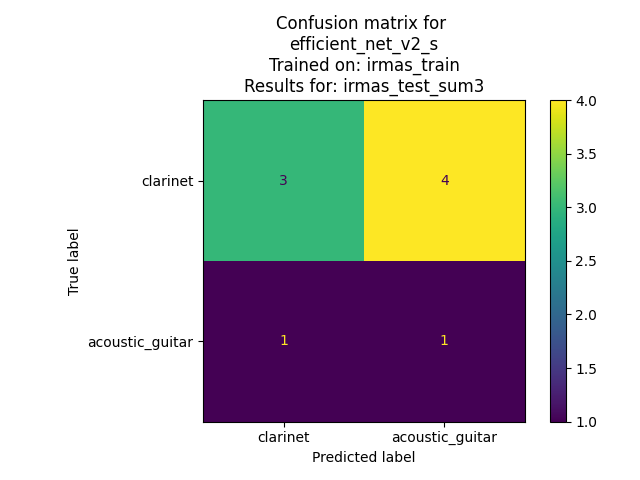 Confusion matrix for
efficient_net_v2_s
Trained on: irmas_train
Results for: irmas_test_sum3
clarinet
3
4
acoustic_guitar
1
1
True label
clarinet
acoustic_guitar
Predicted label
4.0
3.5
3.0
2.5
2.0
1.5
1.0